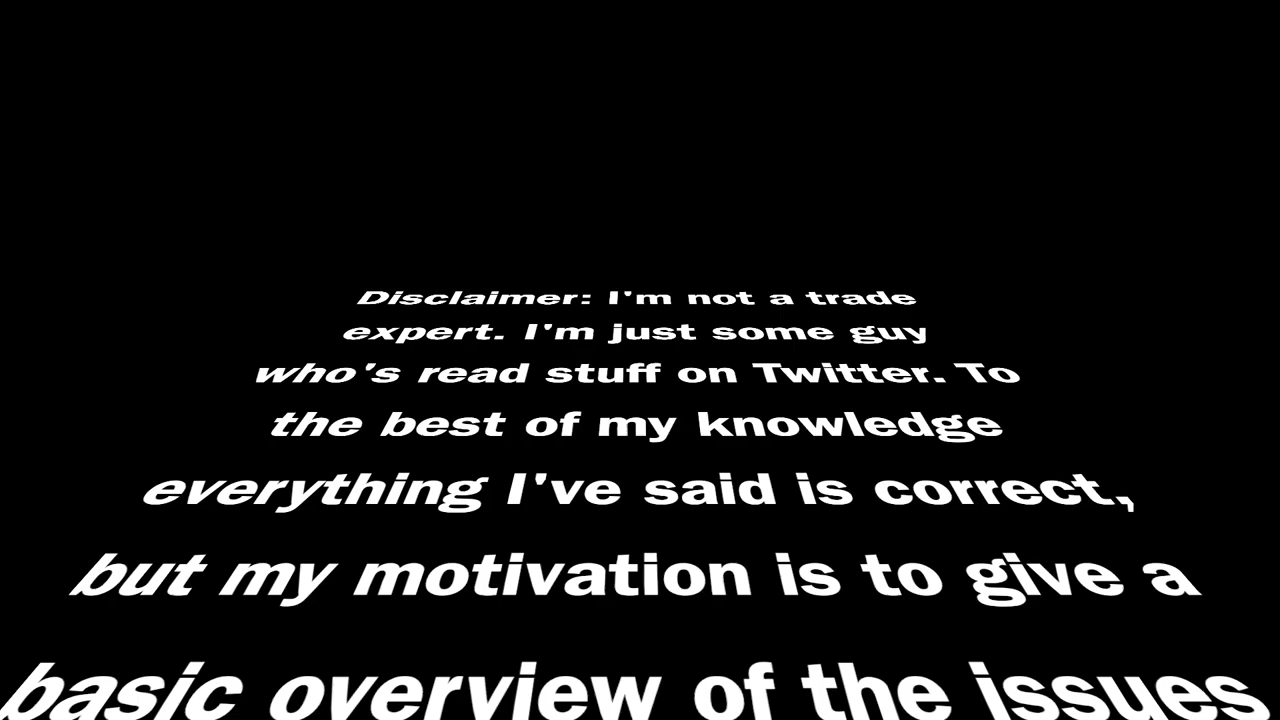 Disclaimer: I'm not a trade
expert. I'm just some guy
who's read stuff on Twitter. To
the best of my knowledge
everything I've said is correct,
but my motivation is to give a
basic overview of the issues